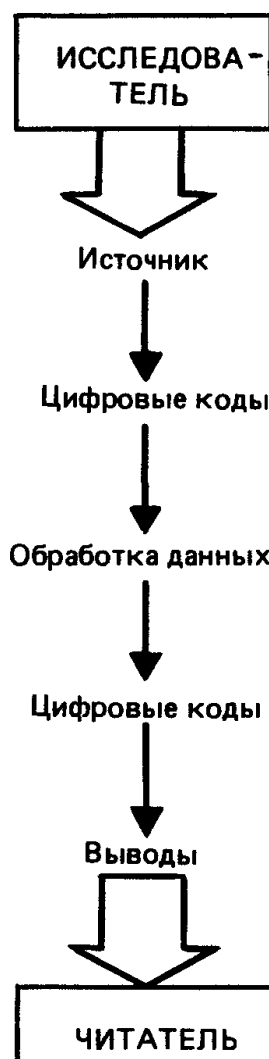 ИССЛЕДОВА-
ТЕЛЬ
Источник
Цифровые коды
Обработка данных
Цифровые коды
Выводы
ЧИТАТЕЛЬ